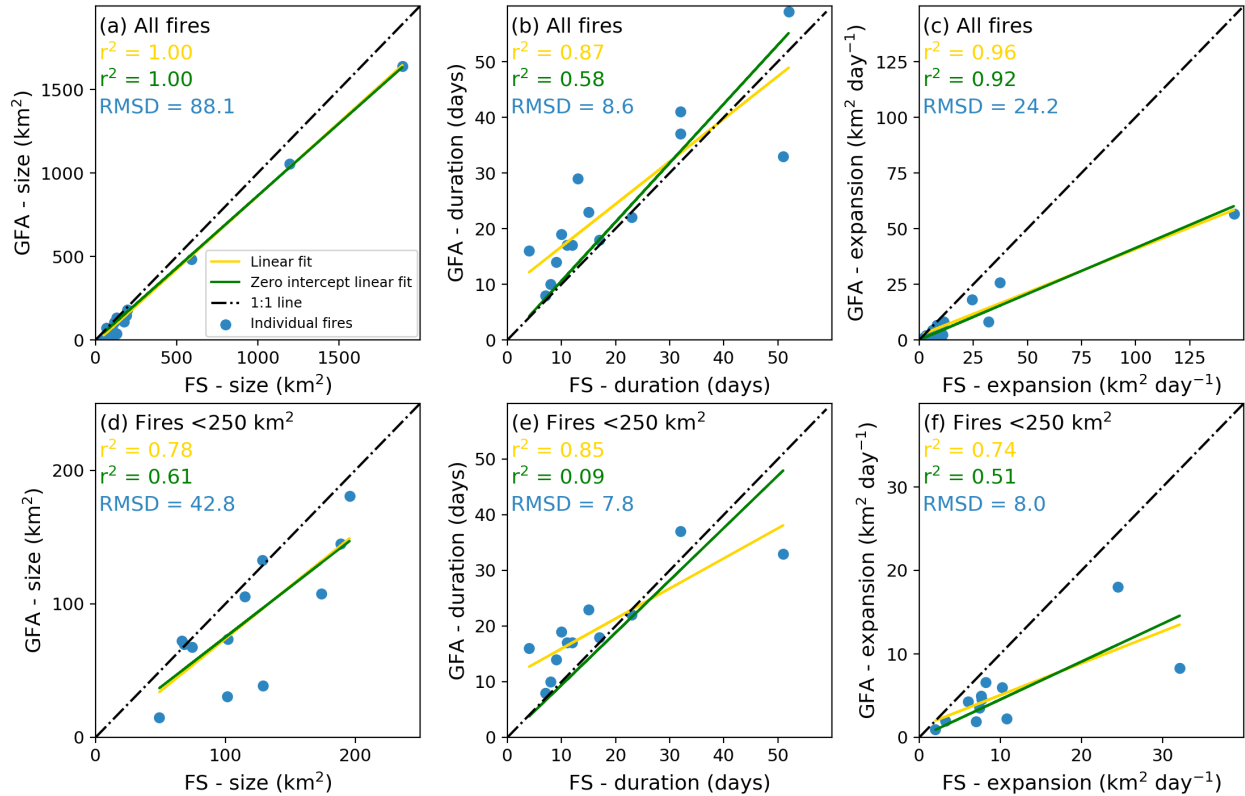 (a) All fires
r² = 1.00
r² = 1.00
RMSD = 88.1
GFA - size (km²)
1500
1000
500
0
0
500
1000
1500
FS - size (km²)
Linear fit
Zero intercept linear fit
1:1 line
Individual fires
(b) All fires
r² = 0.87
r² = 0.58
RMSD = 8.6
GFA - duration (days)
50
40
30
20
10
0
0
10
20
30
40
50
FS - duration (days)
(c) All fires
r² = 0.96
r² = 0.92
RMSD = 24.2
GFA - expansion (km² day⁻¹)
125
100
75
50
25
0
0
25
50
75
100
125
FS - expansion (km² day⁻¹)
(d) Fires <250 km²
r² = 0.78
r² = 0.61
RMSD = 42.8
GFA - size (km²)
200
100
0
0
100
200
FS - size (km²)
(e) Fires <250 km²
r² = 0.85
r² = 0.09
RMSD = 7.8
GFA - duration (days)
50
40
30
20
10
0
0
10
20
30
40
50
FS - duration (days)
(f) Fires <250 km²
r² = 0.74
r² = 0.51
RMSD = 8.0
GFA - expansion (km² day⁻¹)
30
20
10
0
0
10
20
30
FS - expansion (km² day⁻¹)